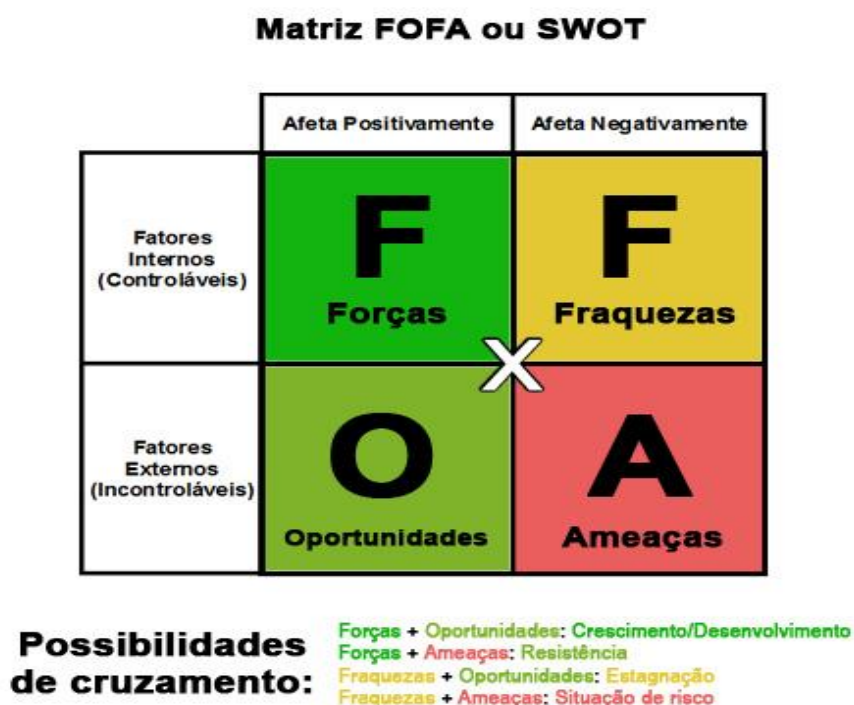 Matriz FOFA ou SWOT
Afeta Positivamente
Afeta Negativamente
Fatores
Internos
(Controláveis)
F
Forças
F
Fraquezas
X
Fatores
Externos
(Incontroláveis)
O
Oportunidades
A
Ameaças
Possibilidades
de cruzamento:
Forças + Oportunidades: Crescimento/Desenvolvimento
Forças + Ameaças: Resistência
Fraquezas + Oportunidades: Estagnação
Fraquezas + Ameaças: Situação de risco